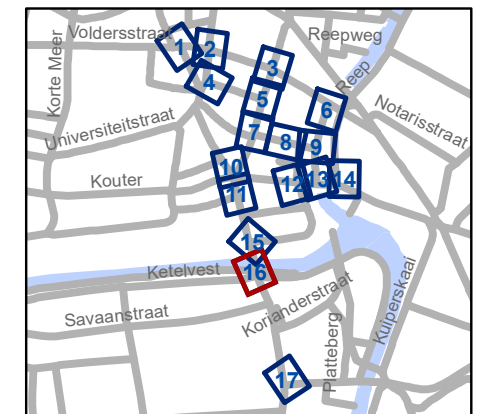 Voldersstraat
Reepweg
Korte Meer
Reep
Notarisstraat
Universiteitstraat
Kouter
Ketelvest
Savaanstraat
Korianderstraat
Platteberg
Kuiperskaai
1
2
3
4
5
6
7
8
9
10
11
12
13
14
15
16
17